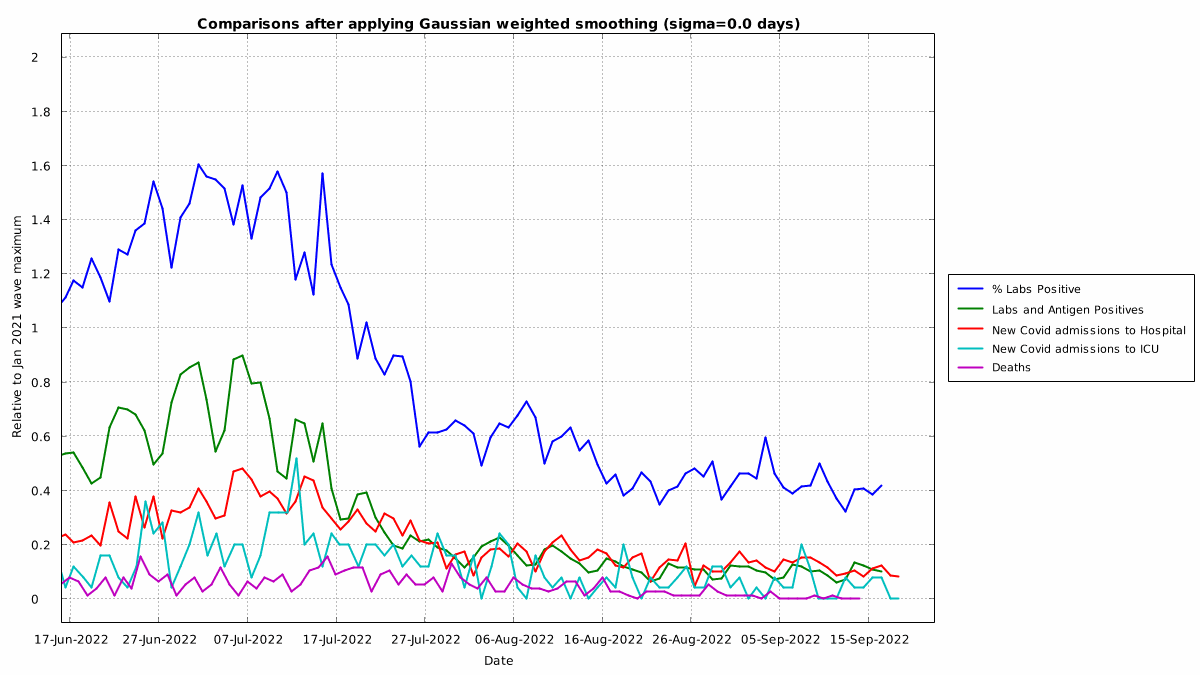 Comparisons after applying Gaussian weighted smoothing (sigma=0.0 days)
Relative to Jan 2021 wave maximum
2
1.8
1.6
1.4
1.2
1
0.8
0.6
0.4
0.2
0
17-Jun-2022 27-Jun-2022 07-Jul-2022 17-Jul-2022 27-Jul-2022 06-Aug-2022 16-Aug-2022 26-Aug-2022 05-Sep-2022 15-Sep-2022
Date
% Labs Positive
Labs and Antigen Positives
New Covid admissions to Hospital
New Covid admissions to ICU
Deaths